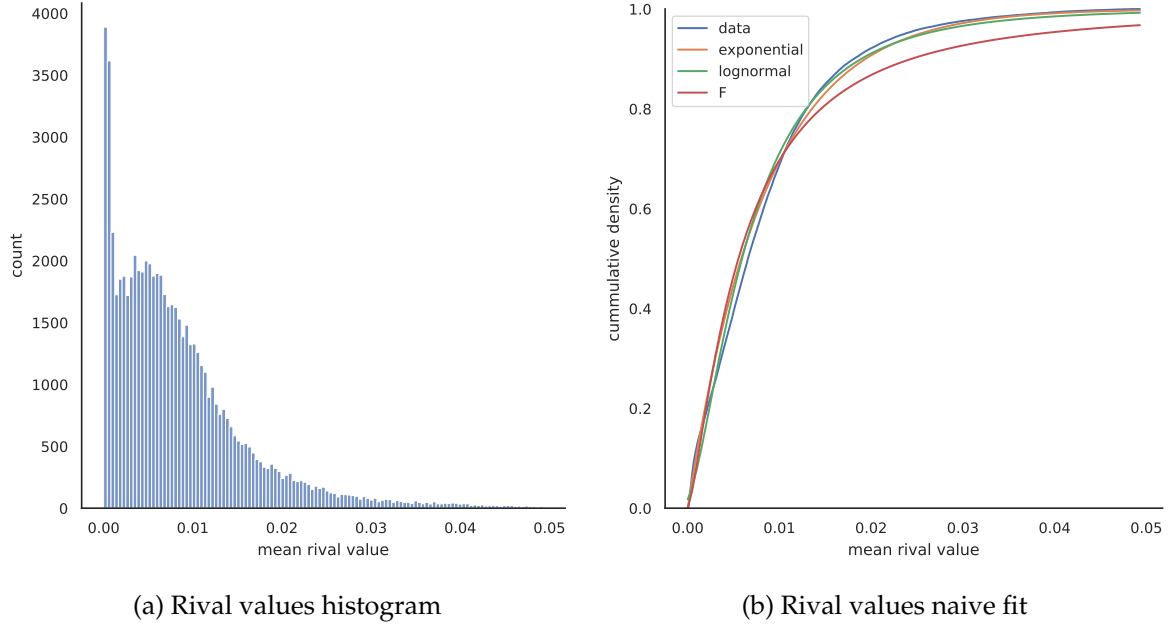 4000
3500
3000
2500
2000
1500
1000
500
0
count
0.00 0.01 0.02 0.03 0.04 0.05
mean rival value
(a) Rival values histogram
1.0
0.8
0.6
0.4
0.2
0.0
cummulative density
data
exponential
lognormal
F
0.00 0.01 0.02 0.03 0.04 0.05
mean rival value
(b) Rival values naive fit